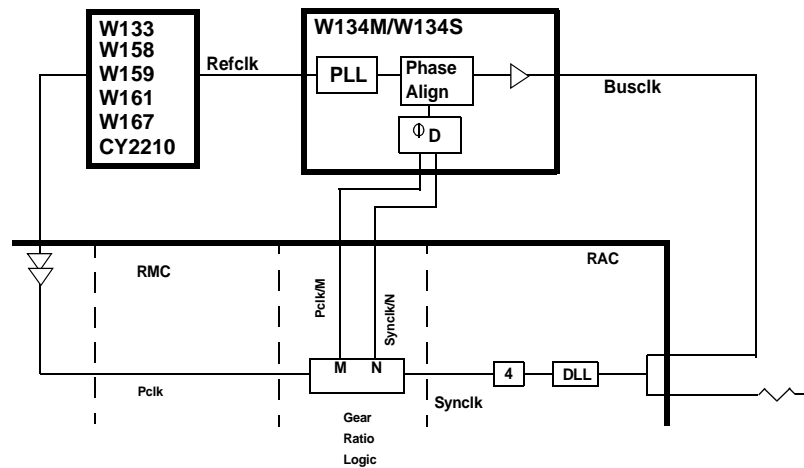 W133
W158
W159
W161
W167
CY2210
Refclk
W134M/W134S
PLL
Phase
Align
Φ D
Busclk
RMC
RAC
Pclk/M
Synclk/N
M N
4
DLL
Pclk
Synclk
Gear
Ratio
Logic